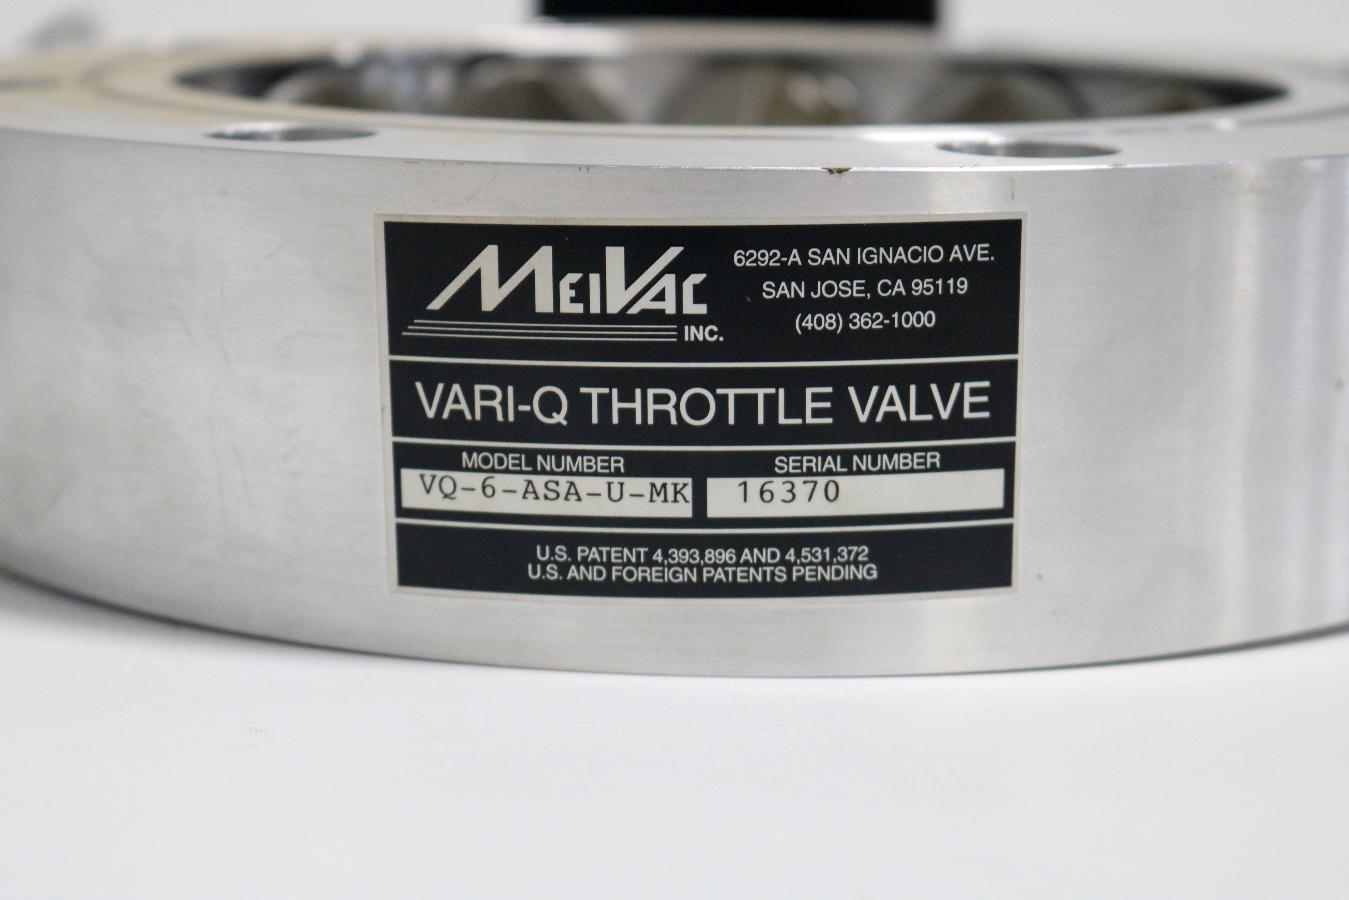 MEIVAC
INC.
6292-A SAN IGNACIO AVE.
SAN JOSE, CA 95119
(408) 362-1000
VARI-Q THROTTLE VALVE
MODEL NUMBER
VQ-6-ASA-U-MK
SERIAL NUMBER
16370
U.S. PATENT 4,393,896 AND 4,531,372
U.S. AND FOREIGN PATENTS PENDING